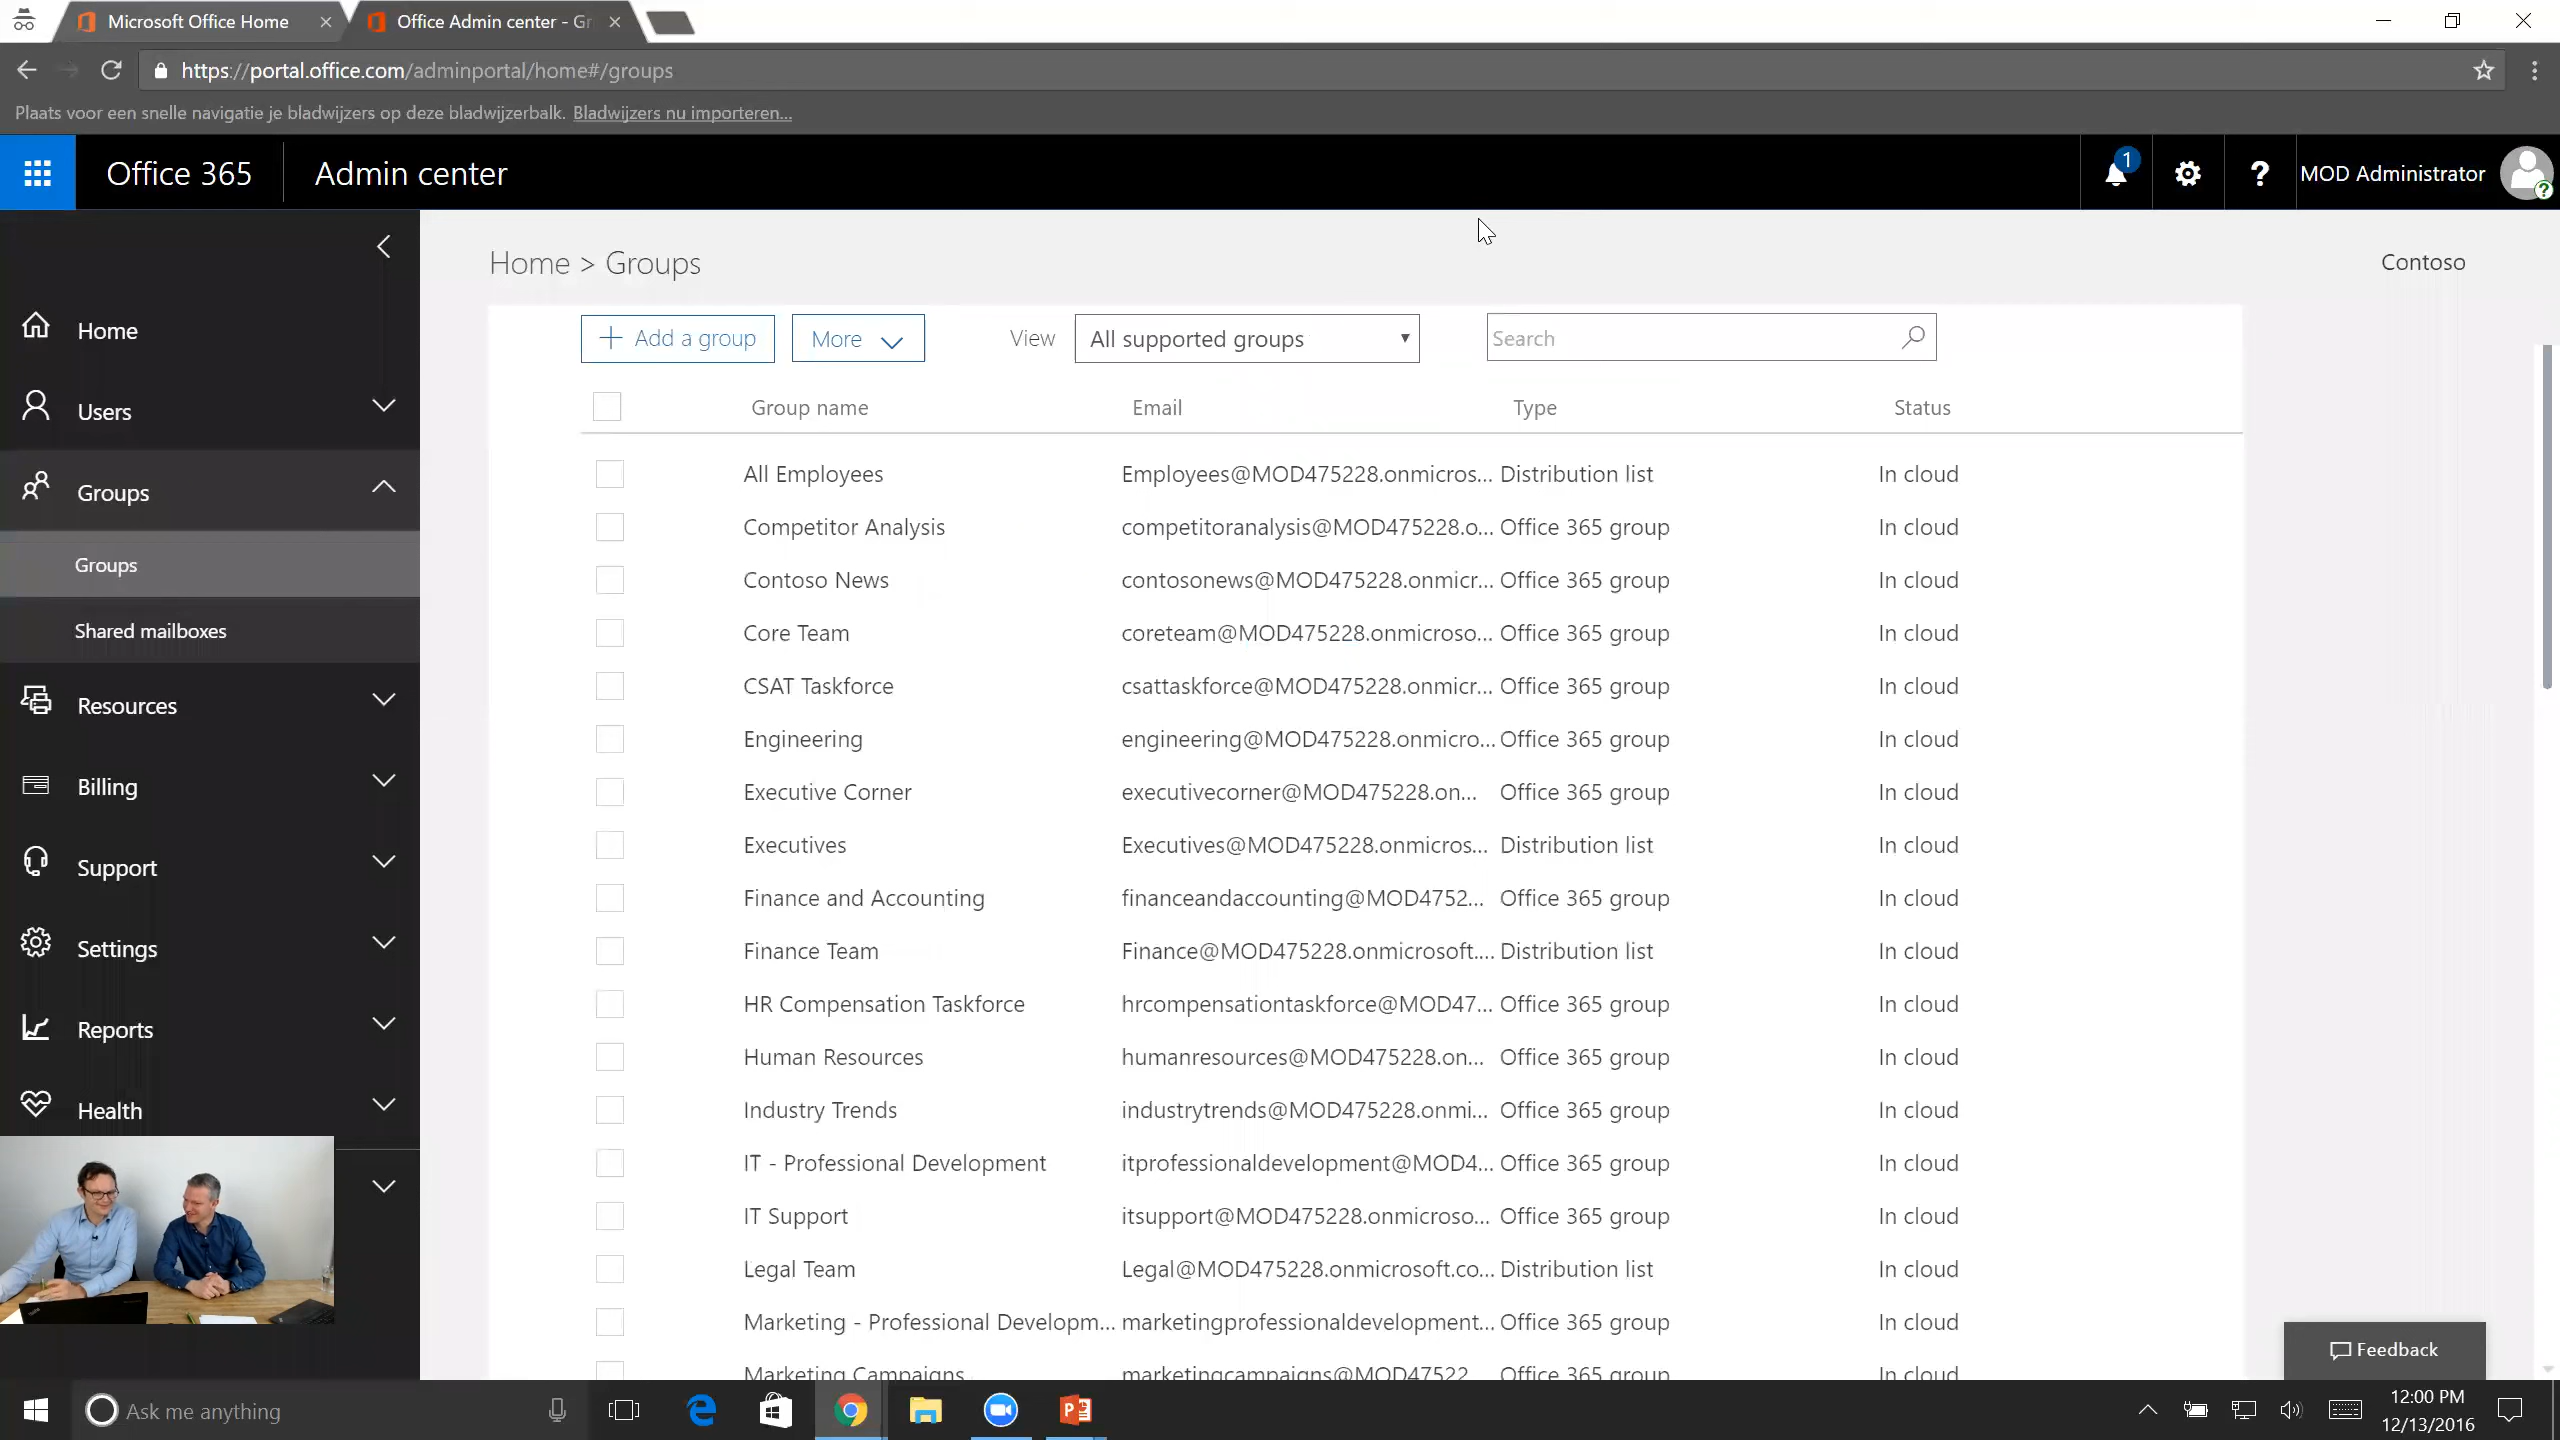 Microsoft Office Home
Office Admin center - Gr
https://portal.office.com/adminportal/home#/groups
Plaats voor een snelle navigatie je bladwijzers op deze bladwijzerbalk. Bladwijzers nu importeren...
Office 365
Admin center
1
?
MOD Administrator
Home > Groups
Contoso
Home
Users
Groups
Groups
Shared mailboxes
Resources
Billing
Support
Settings
Reports
Health
Add a group
More
View
All supported groups
Search
Group name Email Type Status
All Employees Employees@MOD475228.onmicros... Distribution list In cloud
Competitor Analysis competitoranalysis@MOD475228.o... Office 365 group In cloud
Contoso News contosonews@MOD475228.onmicr... Office 365 group In cloud
Core Team coreteam@MOD475228.onmicroso... Office 365 group In cloud
CSAT Taskforce csattaskforce@MOD475228.onmicr... Office 365 group In cloud
Engineering engineering@MOD475228.onmicro... Office 365 group In cloud
Executive Corner executivecorner@MOD475228.on... Office 365 group In cloud
Executives Executives@MOD475228.onmicros... Distribution list In cloud
Finance and Accounting financeandaccounting@MOD4752... Office 365 group In cloud
Finance Team Finance@MOD475228.onmicrosoft.... Distribution list In cloud
HR Compensation Taskforce hrcompensationtaskforce@MOD47... Office 365 group In cloud
Human Resources humanresources@MOD475228.on... Office 365 group In cloud
Industry Trends industrytrends@MOD475228.onmi... Office 365 group In cloud
IT - Professional Development itprofessionaldevelopment@MOD4... Office 365 group In cloud
IT Support itsupport@MOD475228.onmicroso... Office 365 group In cloud
Legal Team Legal@MOD475228.onmicrosoft.co... Distribution list In cloud
Marketing - Professional Developm... marketingprofessionaldevelopment... Office 365 group In cloud
Marketing Campaigns marketingcampaigns@MOD47522... Office 365 group In cloud
Feedback
Ask me anything
12:00 PM
12/13/2016